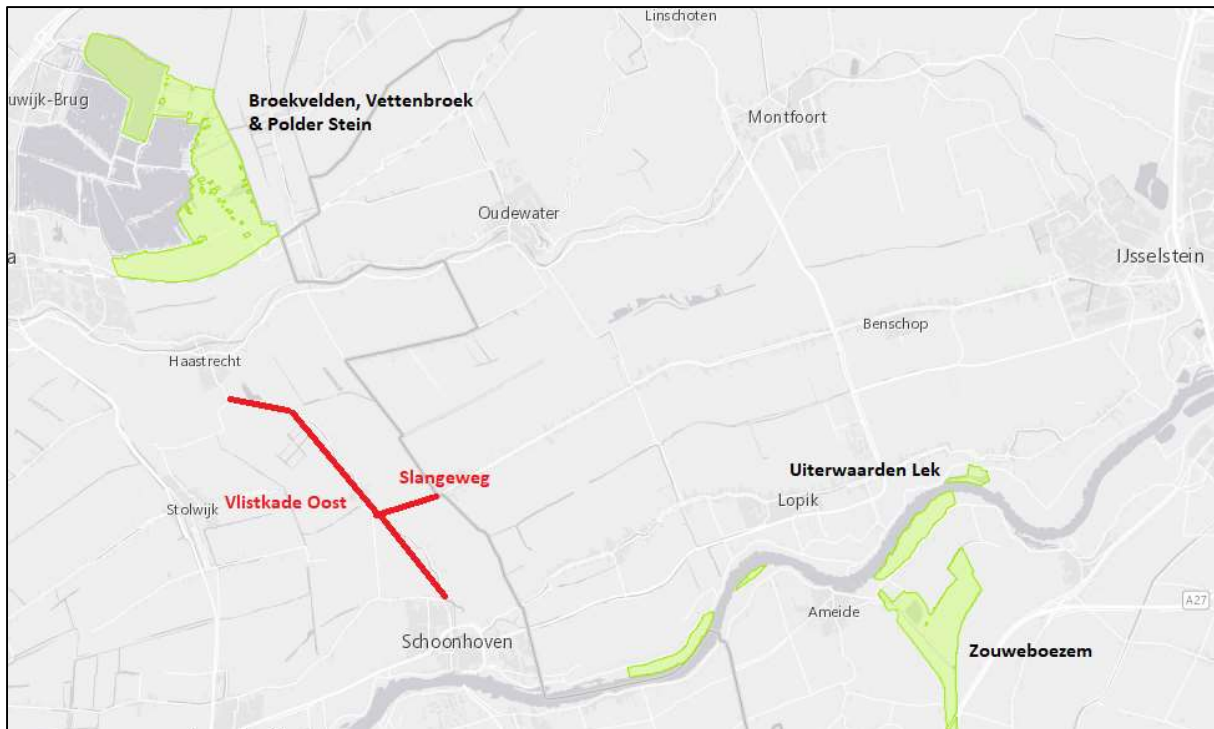 Linschoten
uwijk-Brug
Broekvelden, Vettenbroek
& Polder Stein
Montfoort
Oudewater
a
IJsselstein
Benschop
Haastrecht
Slangeweg
Uiterwaarden Lek
Vlistkade Oost
Lopik
Stolwijk
A27
Ameide
Schoonhoven
Zouweboezem